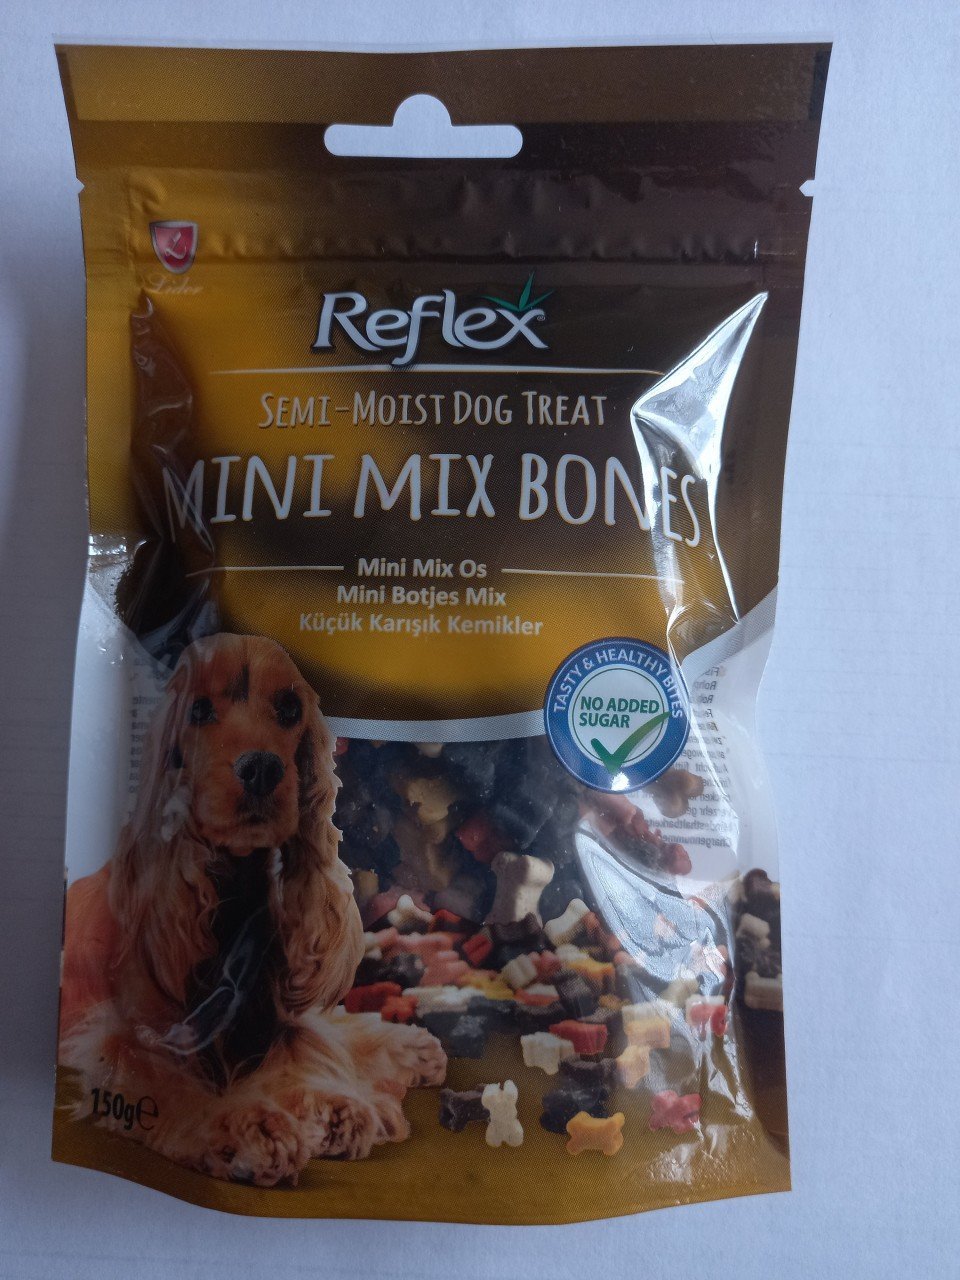 L
Lider
Reflex®
SEMI-MOIST DOG TREAT
MINI MIX BONES
Mini Mix Os
Mini Botjes Mix
Küçük Karışık Kemikler
TASTY & HEALTHY BITES
NO ADDED
SUGAR
150g℮